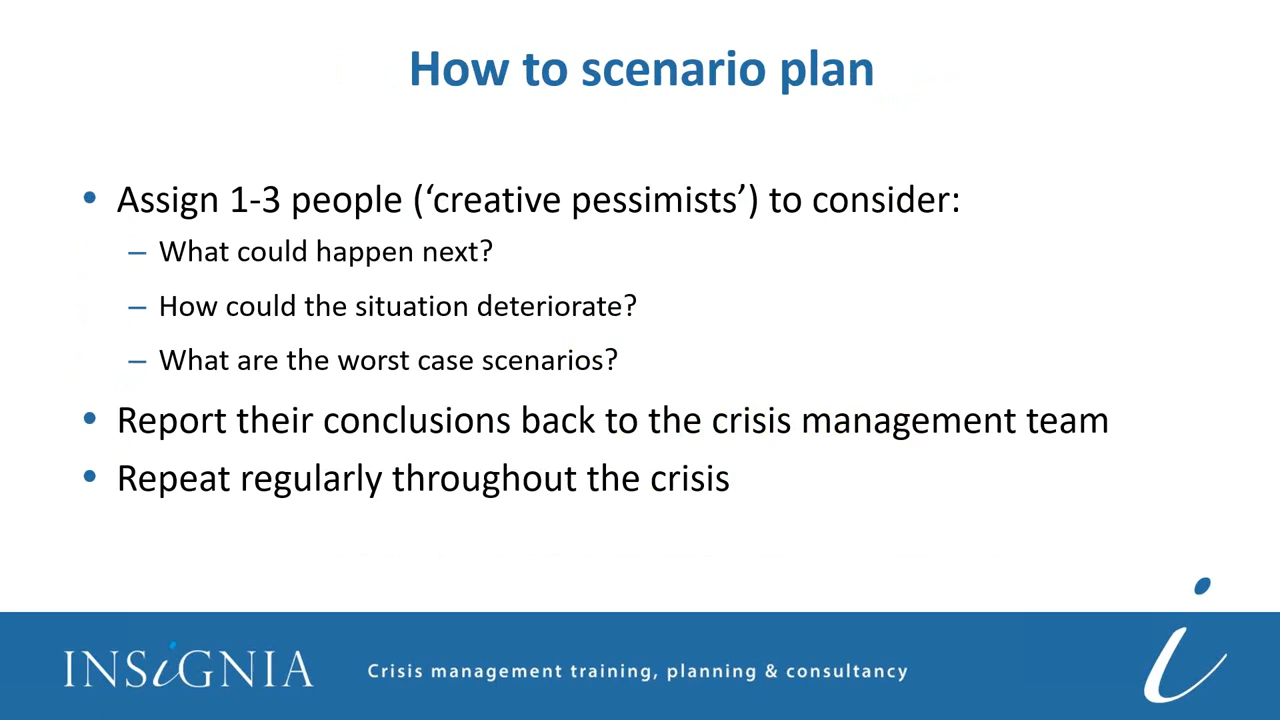 How to scenario plan
• Assign 1-3 people (‘creative pessimists’) to consider:
– What could happen next?
– How could the situation deteriorate?
– What are the worst case scenarios?
• Report their conclusions back to the crisis management team
• Repeat regularly throughout the crisis
INSiGNIA
Crisis management training, planning & consultancy
i